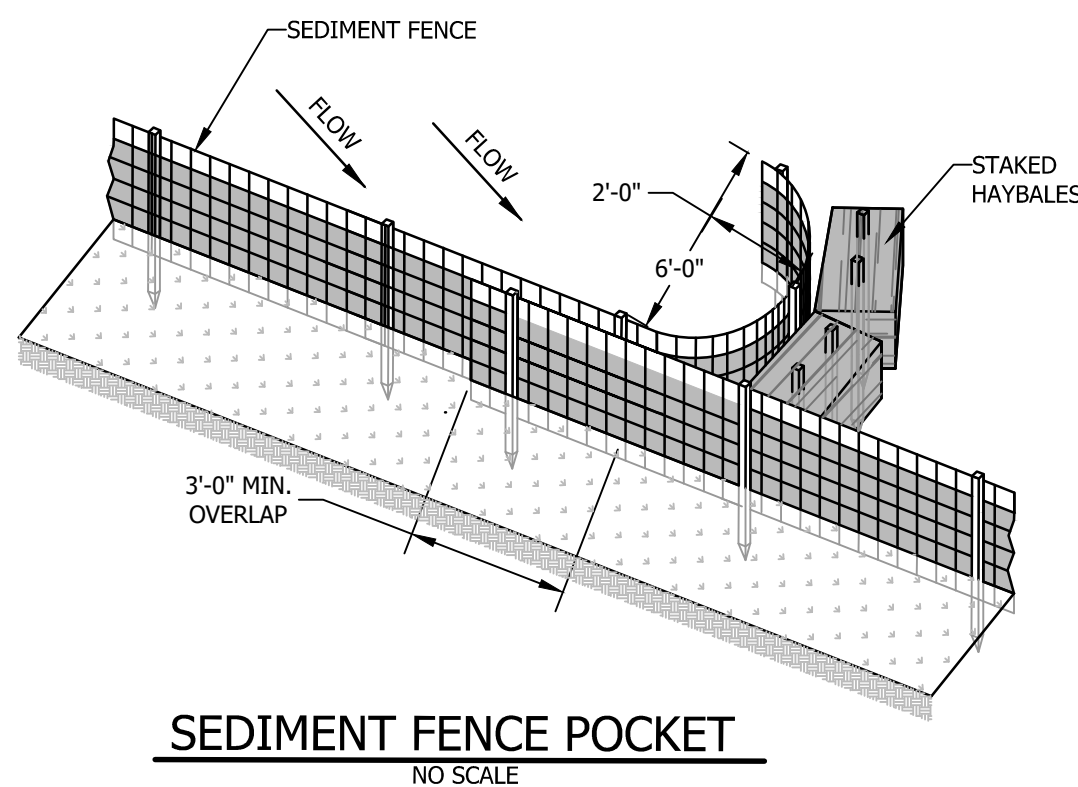 SEDIMENT FENCE
FLOW
FLOW
STAKED
HAYBALES
2'-0"
6'-0"
3'-0" MIN.
OVERLAP
SEDIMENT FENCE POCKET
NO SCALE